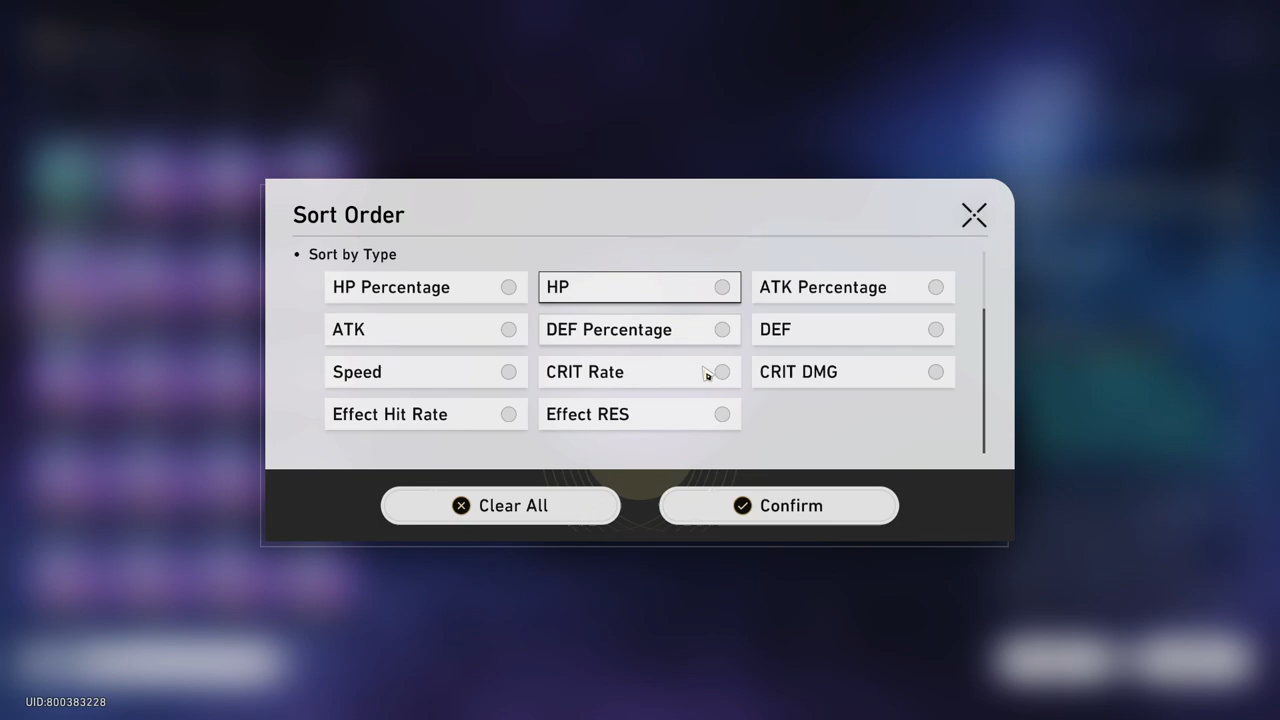 Sort Order
• Sort by Type
HP Percentage
HP
ATK Percentage
ATK
DEF Percentage
DEF
Speed
CRIT Rate
CRIT DMG
Effect Hit Rate
Effect RES
Clear All
Confirm
UID:800383228